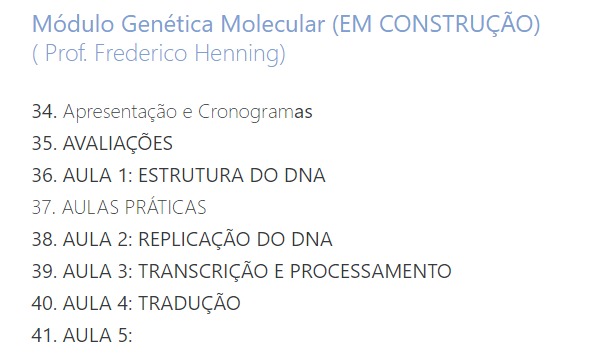 Módulo Genética Molecular (EM CONSTRUÇÃO)
( Prof. Frederico Henning)
34. Apresentação e Cronogramas
35. AVALIAÇÕES
36. AULA 1: ESTRUTURA DO DNA
37. AULAS PRÁTICAS
38. AULA 2: REPLICAÇÃO DO DNA
39. AULA 3: TRANSCRIÇÃO E PROCESSAMENTO
40. AULA 4: TRADUÇÃO
41. AULA 5: